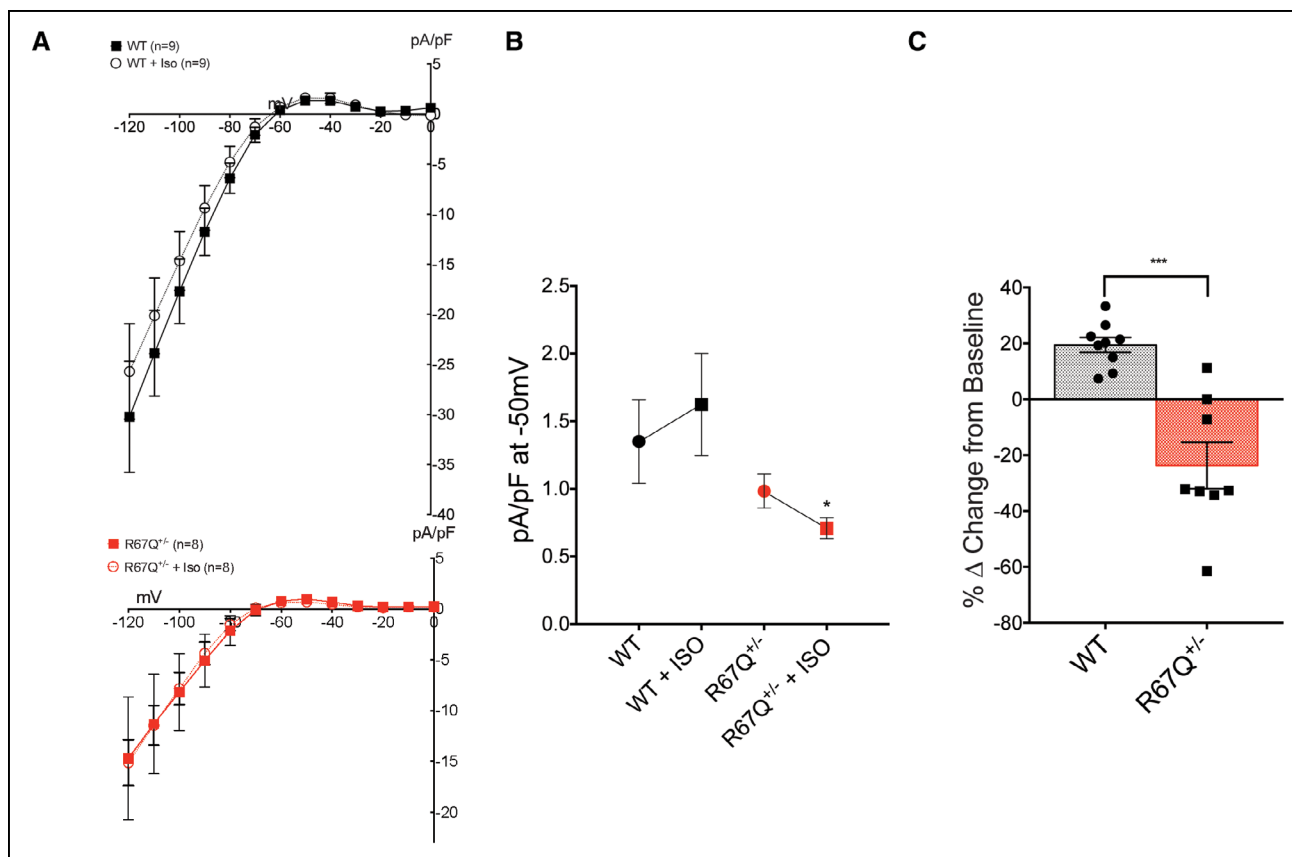 A
WT (n=9)
WT + Iso (n=9)
pA/pF
mV
-120 -100 -80 -60 -40 -20 0
5
0
-5
-10
-15
-20
-25
-30
-35
-40
R67Q+/- (n=8)
R67Q+/- + Iso (n=8)
pA/pF
mV
-120 -100 -80 -60 -40 -20 0
5
0
-5
-10
-15
-20
B
pA/pF at -50mV
2.5
2.0
1.5
1.0
0.5
0.0
*
WT
WT + ISO
R67Q+/-
R67Q+/- + ISO
C
% Δ Change from Baseline
40
20
0
-20
-40
-60
-80
***
WT
R67Q+/-